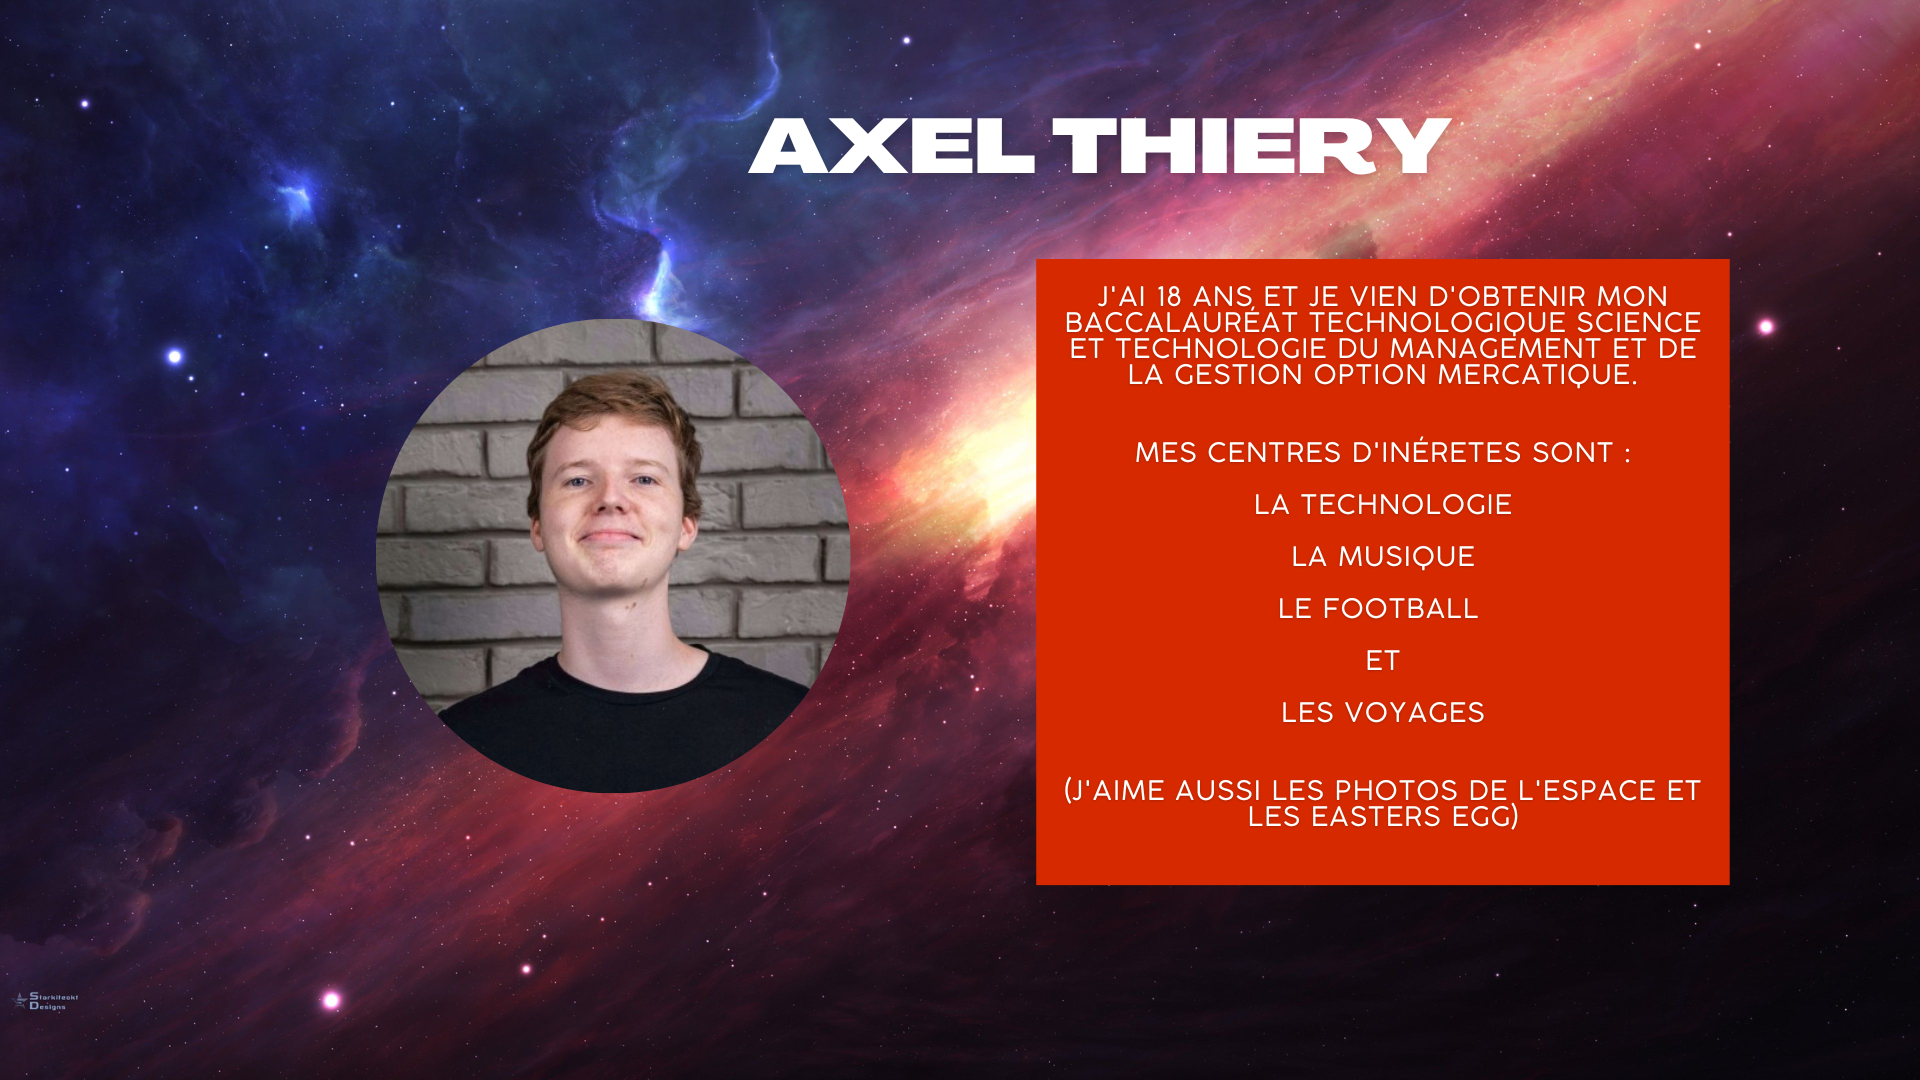 AXEL THIERY
J'AI 18 ANS ET JE VIEN D'OBTENIR MON
BACCALAURÉAT TECHNOLOGIQUE SCIENCE
ET TECHNOLOGIE DU MANAGEMENT ET DE
LA GESTION OPTION MERCATIQUE.
MES CENTRES D'INÉRETES SONT :
LA TECHNOLOGIE
LA MUSIQUE
LE FOOTBALL
ET
LES VOYAGES
(J'AIME AUSSI LES PHOTOS DE L'ESPACE ET
LES EASTERS EGG)
Starkiteckt
Designs